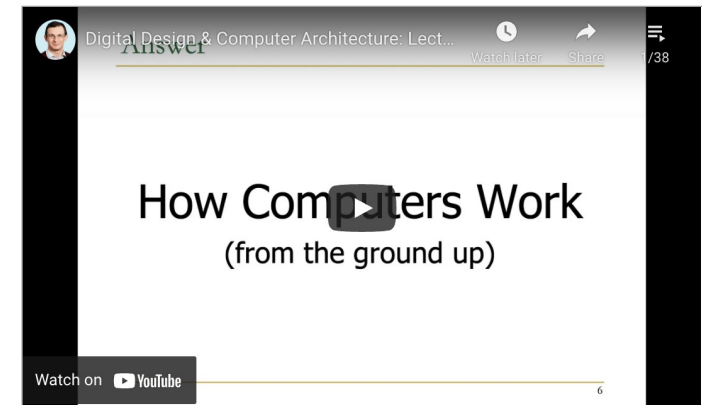 Digital Design & Computer Architecture: Lect...
Answer
Watch later
Share
1/38
How Computers Work
(from the ground up)
Watch on YouTube
6